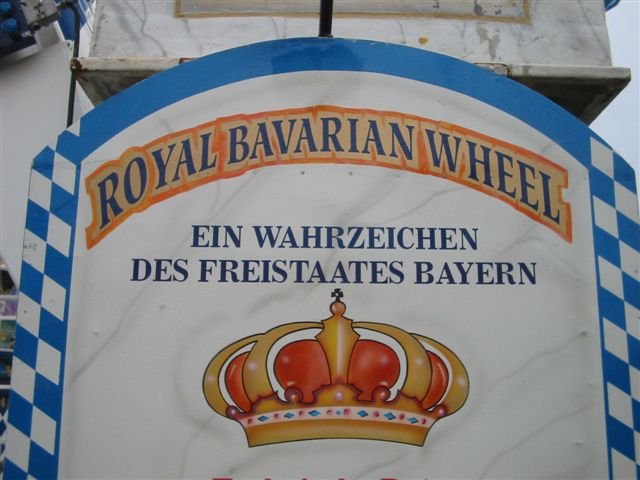 ROYAL BAVARIAN WHEEL
EIN WAHRZEICHEN
DES FREISTAATES BAYERN